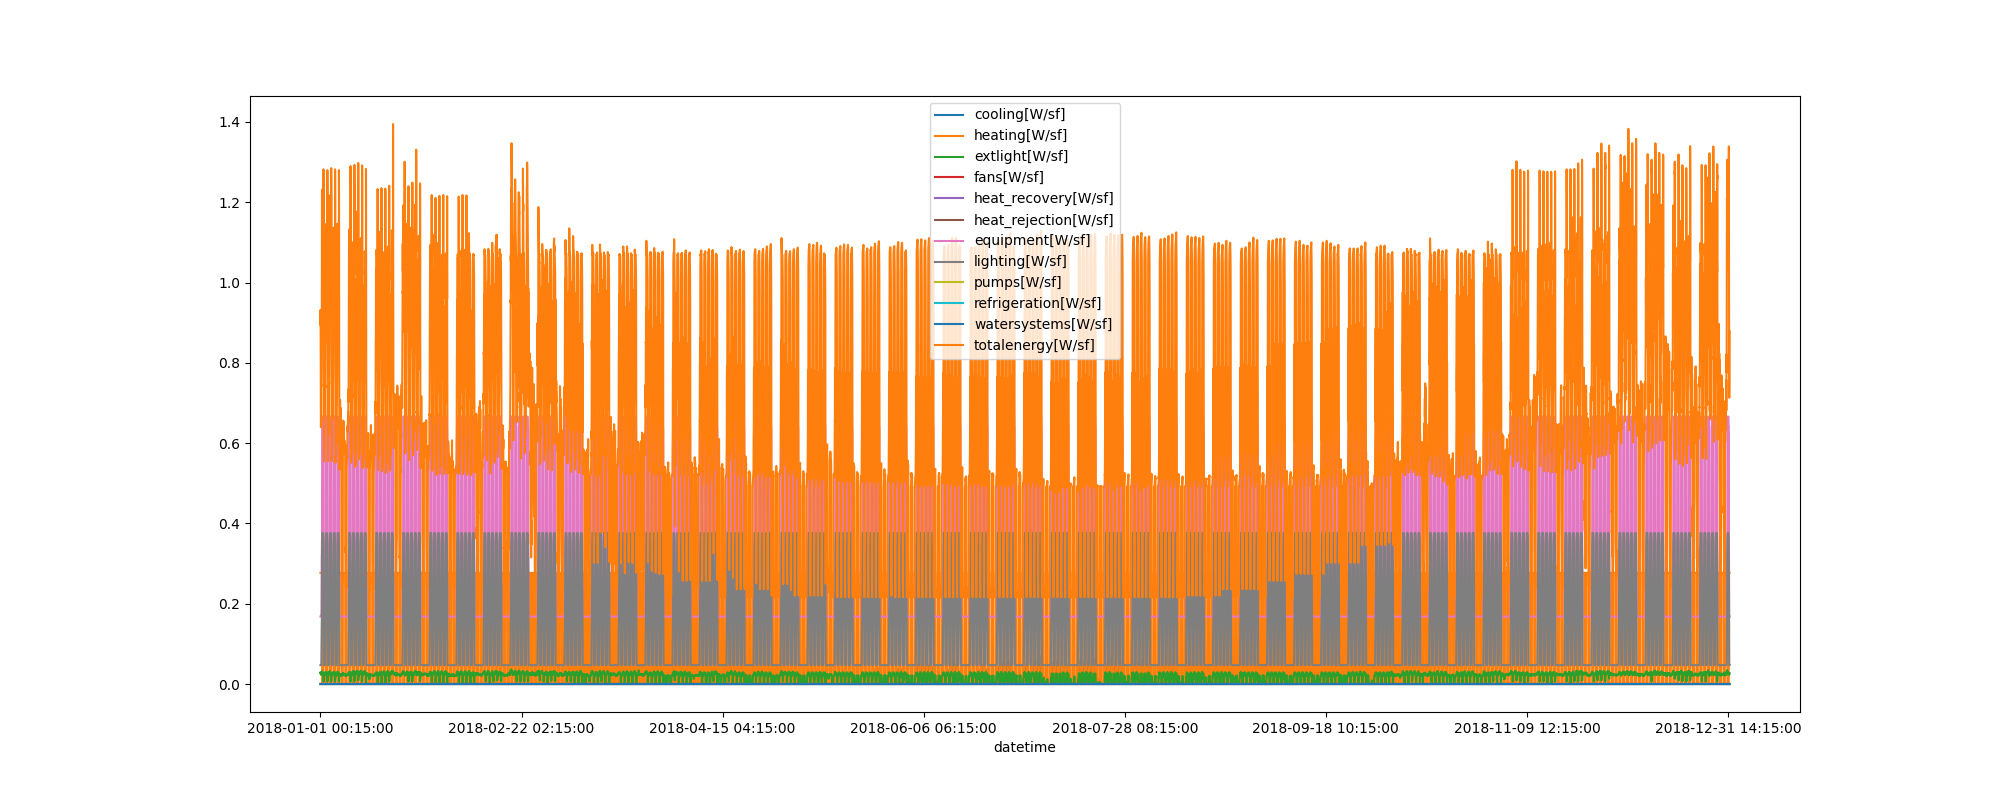 1.4
1.2
1.0
0.8
0.6
0.4
0.2
0.0
cooling[W/sf]
heating[W/sf]
extlight[W/sf]
fans[W/sf]
heat_recovery[W/sf]
heat_rejection[W/sf]
equipment[W/sf]
lighting[W/sf]
pumps[W/sf]
refrigeration[W/sf]
watersystems[W/sf]
totalenergy[W/sf]
2018-01-01 00:15:00 2018-02-22 02:15:00 2018-04-15 04:15:00 2018-06-06 06:15:00 2018-07-28 08:15:00 2018-09-18 10:15:00 2018-11-09 12:15:00 2018-12-31 14:15:00
datetime